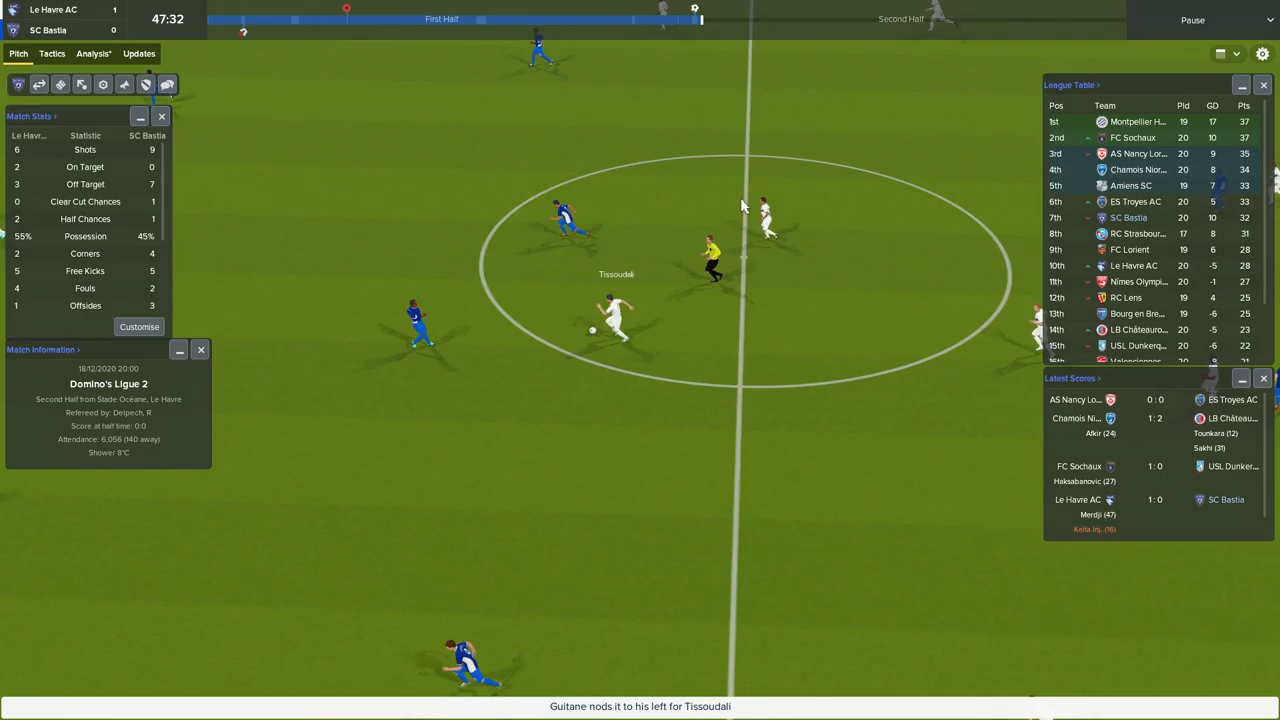 Le Havre AC 1
SC Bastia 0
47:32
First Half
Second Half
Pause
Pitch Tactics Analysis* Updates
Match Stats >
Le Havr... Statistic SC Bastia
6 Shots 9
2 On Target 0
3 Off Target 7
0 Clear Cut Chances 1
2 Half Chances 1
55% Possession 45%
2 Corners 4
5 Free Kicks 5
4 Fouls 2
1 Offsides 3
Customise
Match Information >
18/12/2020 20:00
Domino's Ligue 2
Second Half from Stade Océane, Le Havre
Refereed by: Delpech, R
Score at half time: 0:0
Attendance: 6,056 (140 away)
Shower 8°C
Tissoudali
League Table >
Pos Team Pld GD Pts
1st Montpellier H... 19 17 37
2nd FC Sochaux 20 10 37
3rd AS Nancy Lor... 20 9 35
4th Chamois Nior... 20 8 34
5th Amiens SC 19 7 33
6th ES Troyes AC 20 5 33
7th SC Bastia 20 10 32
8th RC Strasbour... 17 8 31
9th FC Lorient 19 6 28
10th Le Havre AC 20 -5 28
11th Nîmes Olympi... 20 -1 27
12th RC Lens 19 4 25
13th Bourg en Bre... 19 -6 25
14th LB Châteauro... 20 -5 23
15th USL Dunkerq... 20 -6 22
16th Valenciennes... 20 21
Latest Scores >
AS Nancy Lo... 0 : 0 ES Troyes AC
Chamois Ni... 1 : 2 LB Château...
Afkir (24) Tounkara (12)
Sakhi (31)
FC Sochaux 1 : 0 USL Dunker...
Haksabanovic (27)
Le Havre AC 1 : 0 SC Bastia
Merdji (47)
Keïta Inj. (16)
Guitane nods it to his left for Tissoudali